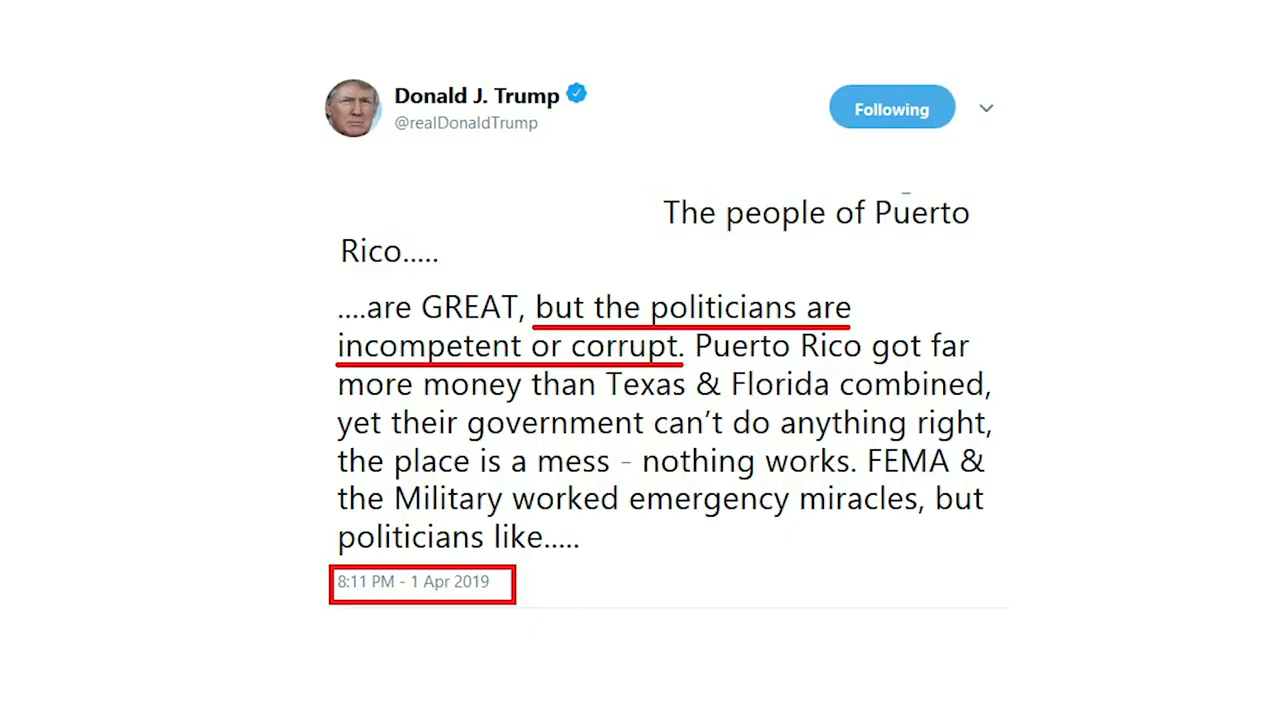 Donald J. Trump
@realDonaldTrump
Following
The people of Puerto
Rico.....
....are GREAT, but the politicians are
incompetent or corrupt. Puerto Rico got far
more money than Texas & Florida combined,
yet their government can’t do anything right,
the place is a mess - nothing works. FEMA &
the Military worked emergency miracles, but
politicians like.....
8:11 PM - 1 Apr 2019